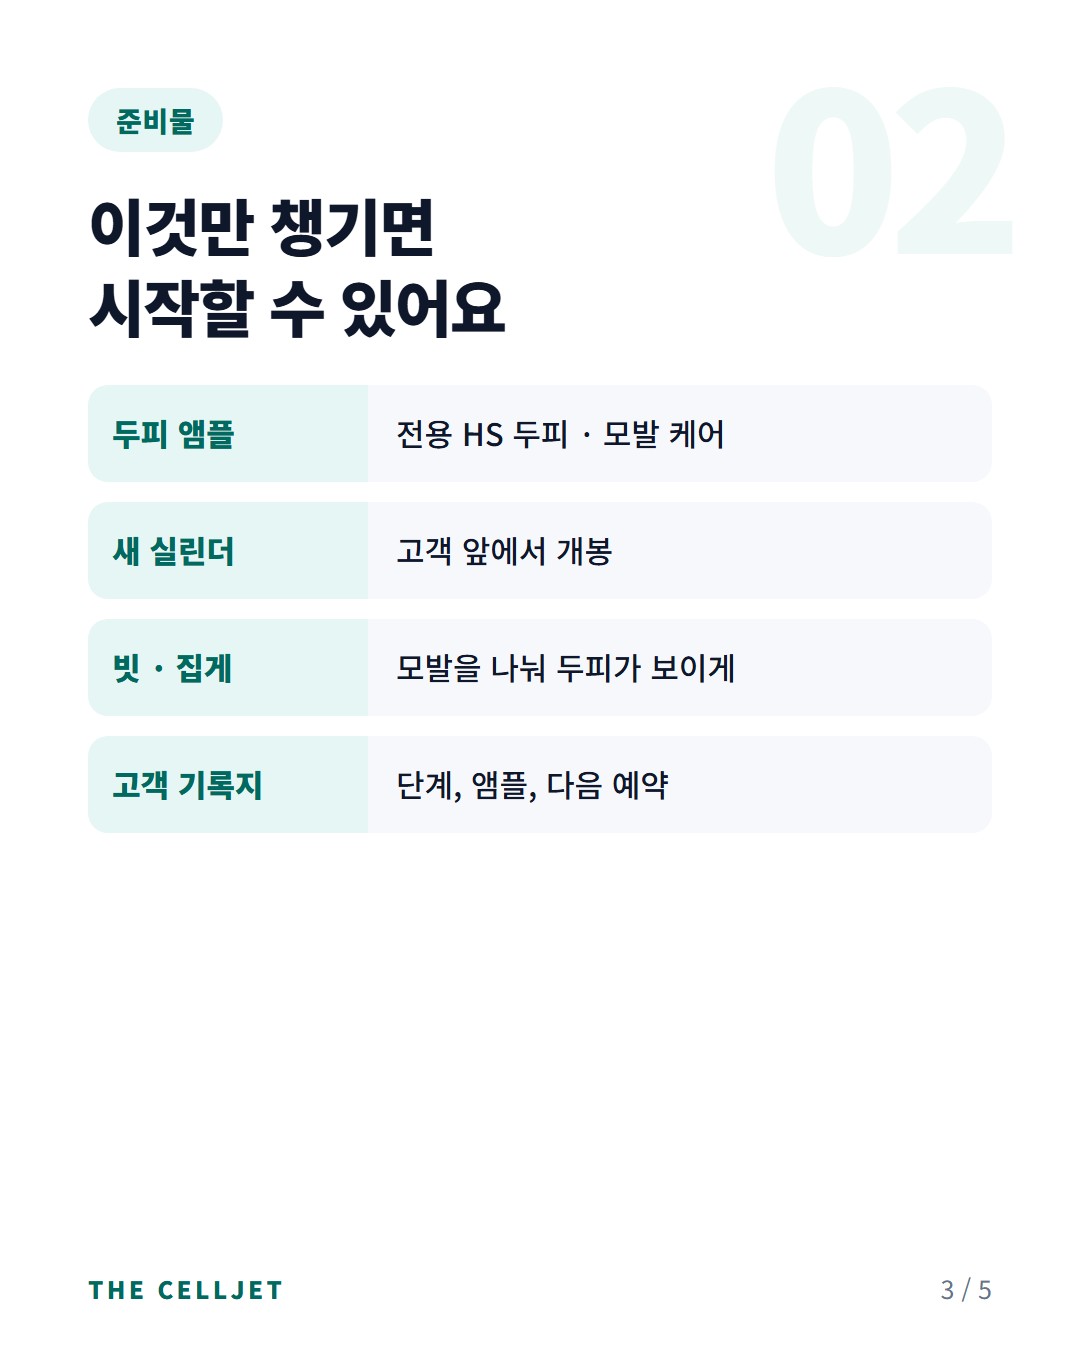 준비물
02
이것만 챙기면
시작할 수 있어요
두피 앰플
전용 HS 두피 · 모발 케어
새 실린더
고객 앞에서 개봉
빗 · 집게
모발을 나눠 두피가 보이게
고객 기록지
단계, 앰플, 다음 예약
THE CELLJET
3 / 5